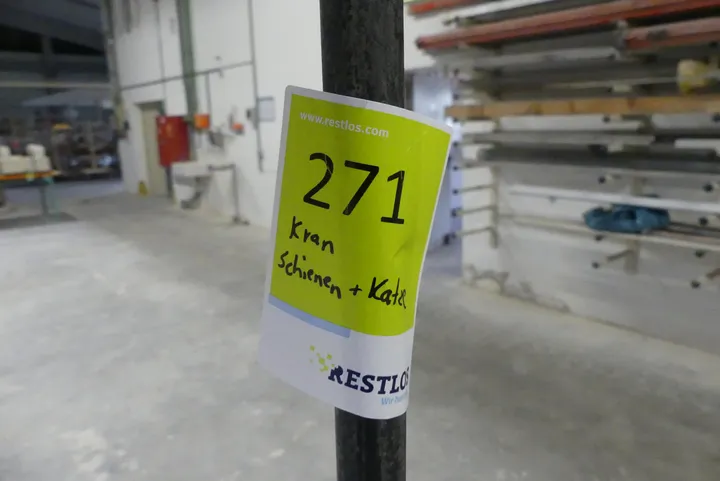 www.restlos.com
271
Kran
Schienen + Katze
RESTLOS